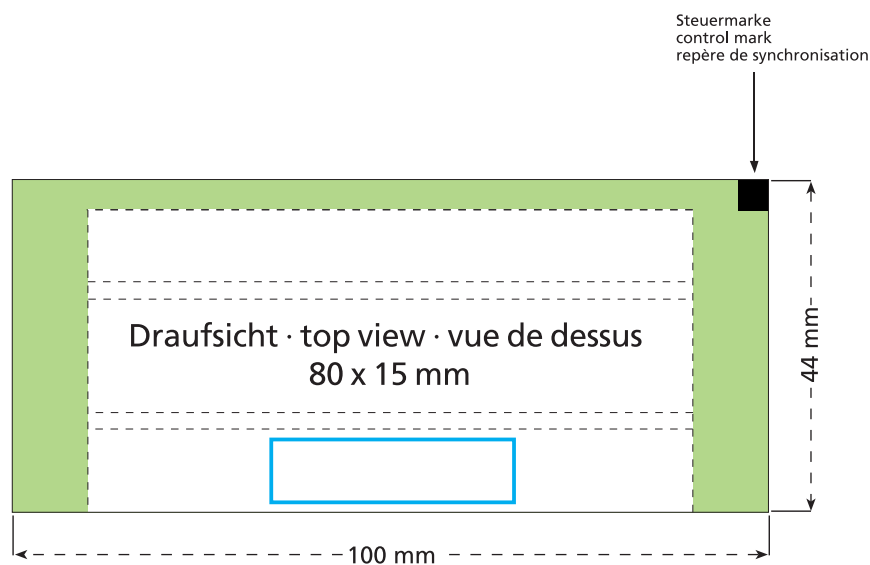 Steuermarke
control mark
repère de synchronisation
Draufsicht · top view · vue de dessus
80 x 15 mm
44 mm
100 mm